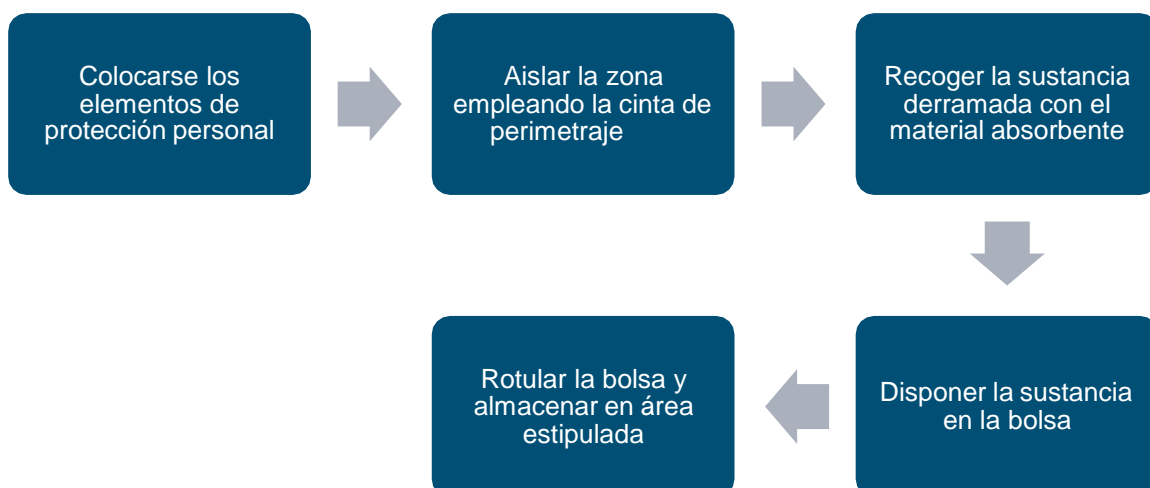 Colocarse los
elementos de
protección personal
Aislar la zona
empleando la cinta de
perimetraje
Recoger la sustancia
derramada con el
material absorbente
Disponer la sustancia
en la bolsa
Rotular la bolsa y
almacenar en área
estipulada